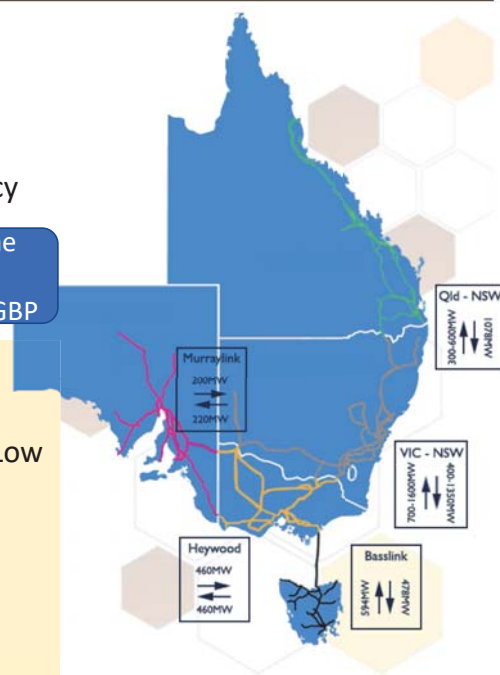 cy
ne
GBP
Low
Qld - NSW
300-600MW
1078MW
Murraylink
200MW
220MW
VIC - NSW
700-1600MW
400-1350MW
Heywood
460MW
460MW
Basslink
594MW
478MW